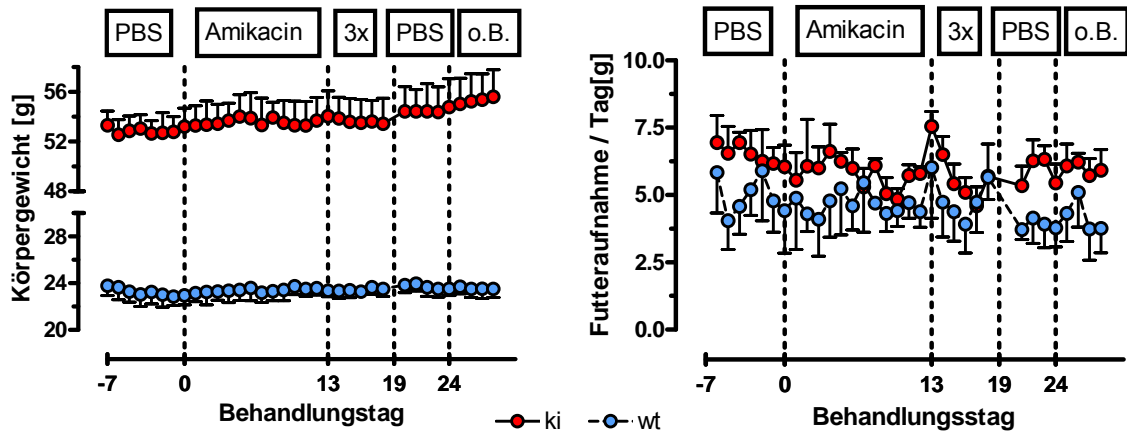 PBS Amikacin 3x PBS o.B.
Körpergewicht [g]
56
52
48
28
24
20
-7 0 13 19 24
Behandlungstag
PBS Amikacin 3x PBS o.B.
Futteraufnahme / Tag[g]
10.0
7.5
5.0
2.5
0.0
-7 0 13 19 24
Behandlungsstag
ki wt